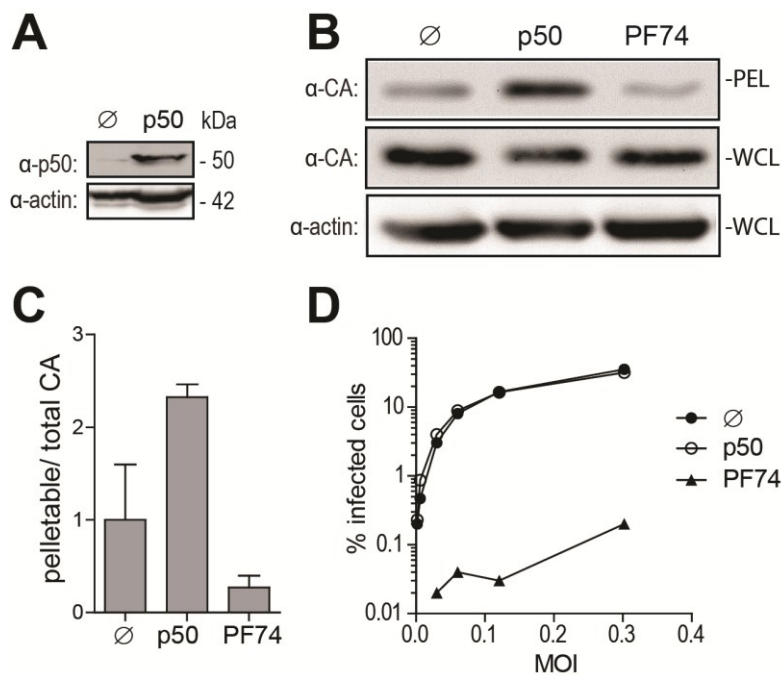 A
∅ p50 kDa
α-p50: - 50
α-actin: - 42
B
∅ p50 PF74
α-CA: -PEL
α-CA: -WCL
α-actin: -WCL
C
pelletable/ total CA
3
2
1
0
∅ p50 PF74
D
% infected cells
100
10
1
0.1
0.01
0.0 0.1 0.2 0.3 0.4
MOI
∅
p50
PF74